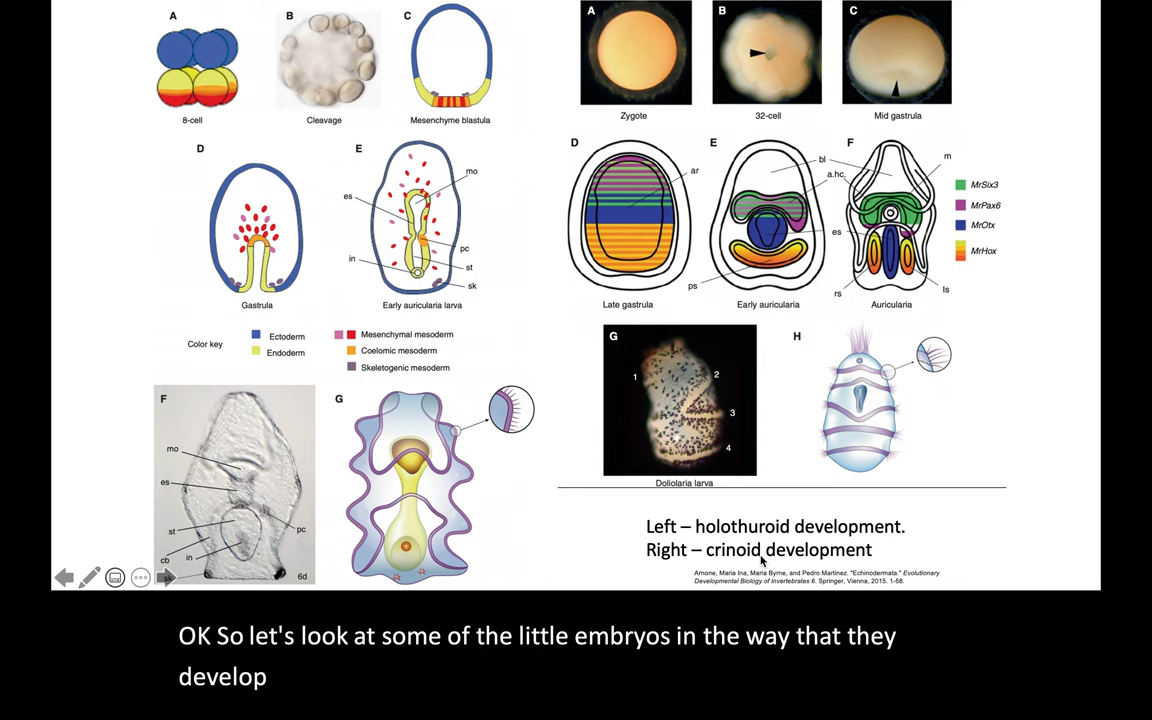 A
B
C
8-cell
Cleavage
Mesenchyme blastula
D
E
mo
es
pc
in
st
sk
Gastrula
Early auricularia larva
Color key
Ectoderm
Endoderm
Mesenchymal mesoderm
Coelomic mesoderm
Skeletogenic mesoderm
F
mo
es
st
pc
cb
in
sk
6d
G
A
B
C
Zygote
32-cell
Mid gastrula
D
E
F
bl
m
ar
a.hc.
es
ps
rs
ls
MrSix3
MrPax6
MrOtx
MrHox
Late gastrula
Early auricularia
Auricularia
G
1
2
3
4
H
Doliolaria larva
Left – holothuroid development.
Right – crinoid development
Arnone, Maria Ina, Maria Byrne, and Pedro Martinez. "Echinodermata." Evolutionary
Developmental Biology of Invertebrates 6. Springer, Vienna, 2015. 1-58.
OK So let's look at some of the little embryos in the way that they
develop